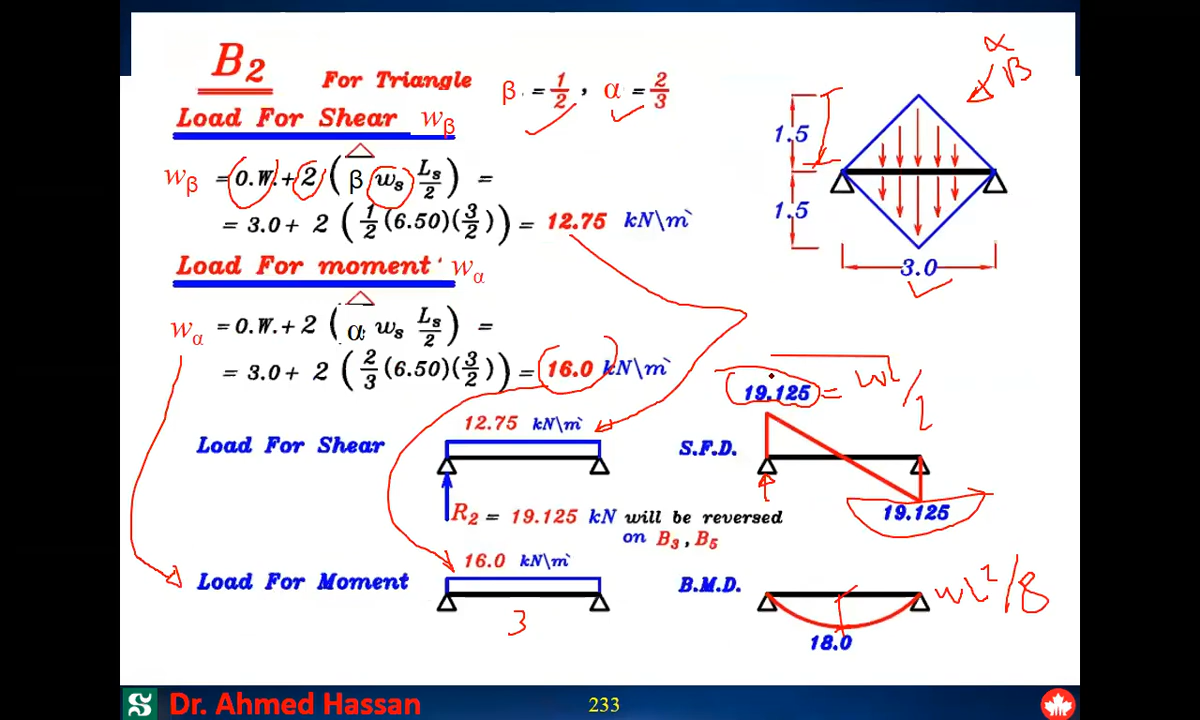 B2 For Triangle β = 1/2 , α = 2/3
Load For Shear wβ
wβ = O.W. + 2 ( β ws Ls/2 ) =
= 3.0 + 2 ( 1/2 (6.50)(3/2) ) = 12.75 kN\m`
Load For moment wα
wα = O.W. + 2 ( α ws Ls/2 ) =
= 3.0 + 2 ( 2/3 (6.50)(3/2) ) = 16.0 kN\m`
α
β
1.5
1.5
3.0
Load For Shear
12.75 kN\m`
R2 = 19.125 kN will be reversed
on B3 , B5
S.F.D.
19.125 = wL/2
19.125
Load For Moment
16.0 kN\m`
3
B.M.D.
18.0
wL²/8
Dr. Ahmed Hassan
233